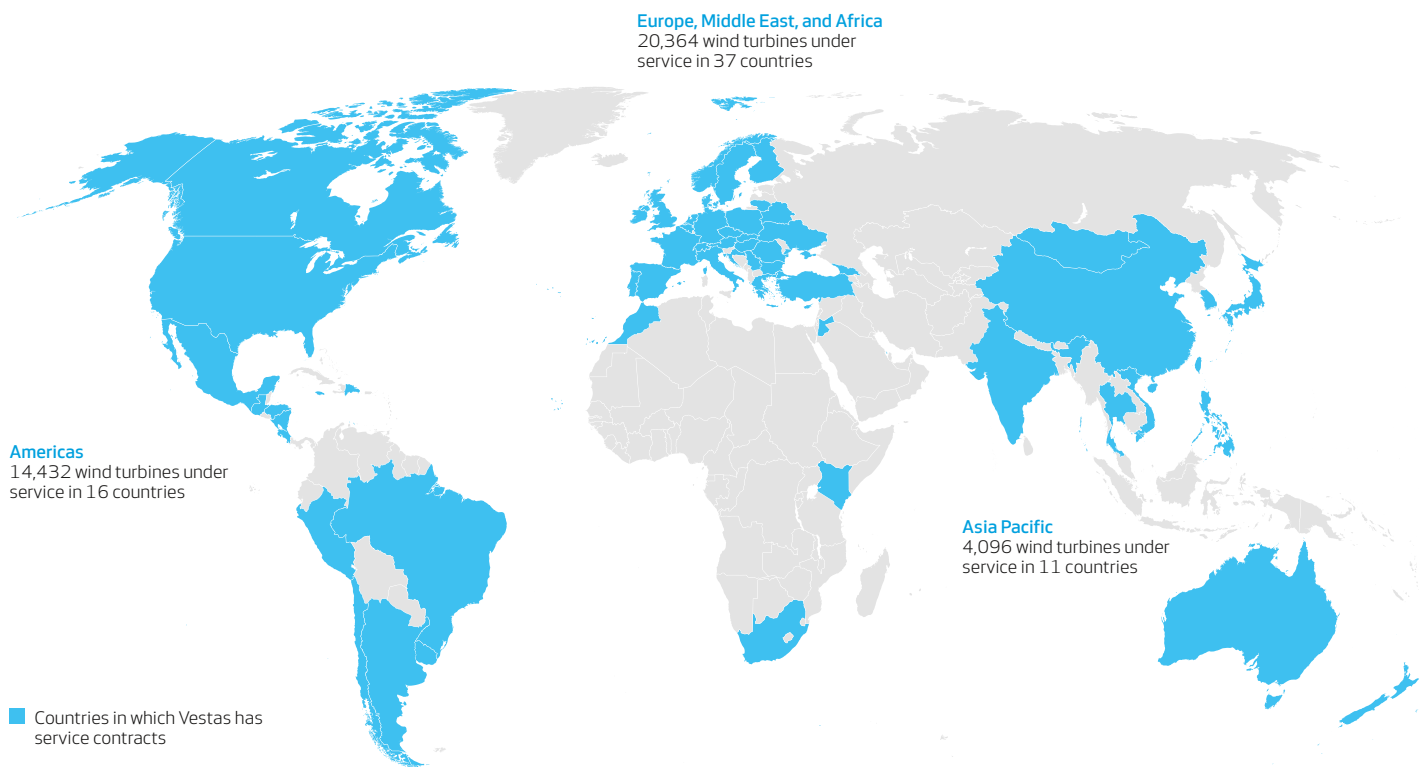 Europe, Middle East, and Africa
20,364 wind turbines under
service in 37 countries
Americas
14,432 wind turbines under
service in 16 countries
Asia Pacific
4,096 wind turbines under
service in 11 countries
Countries in which Vestas has
service contracts